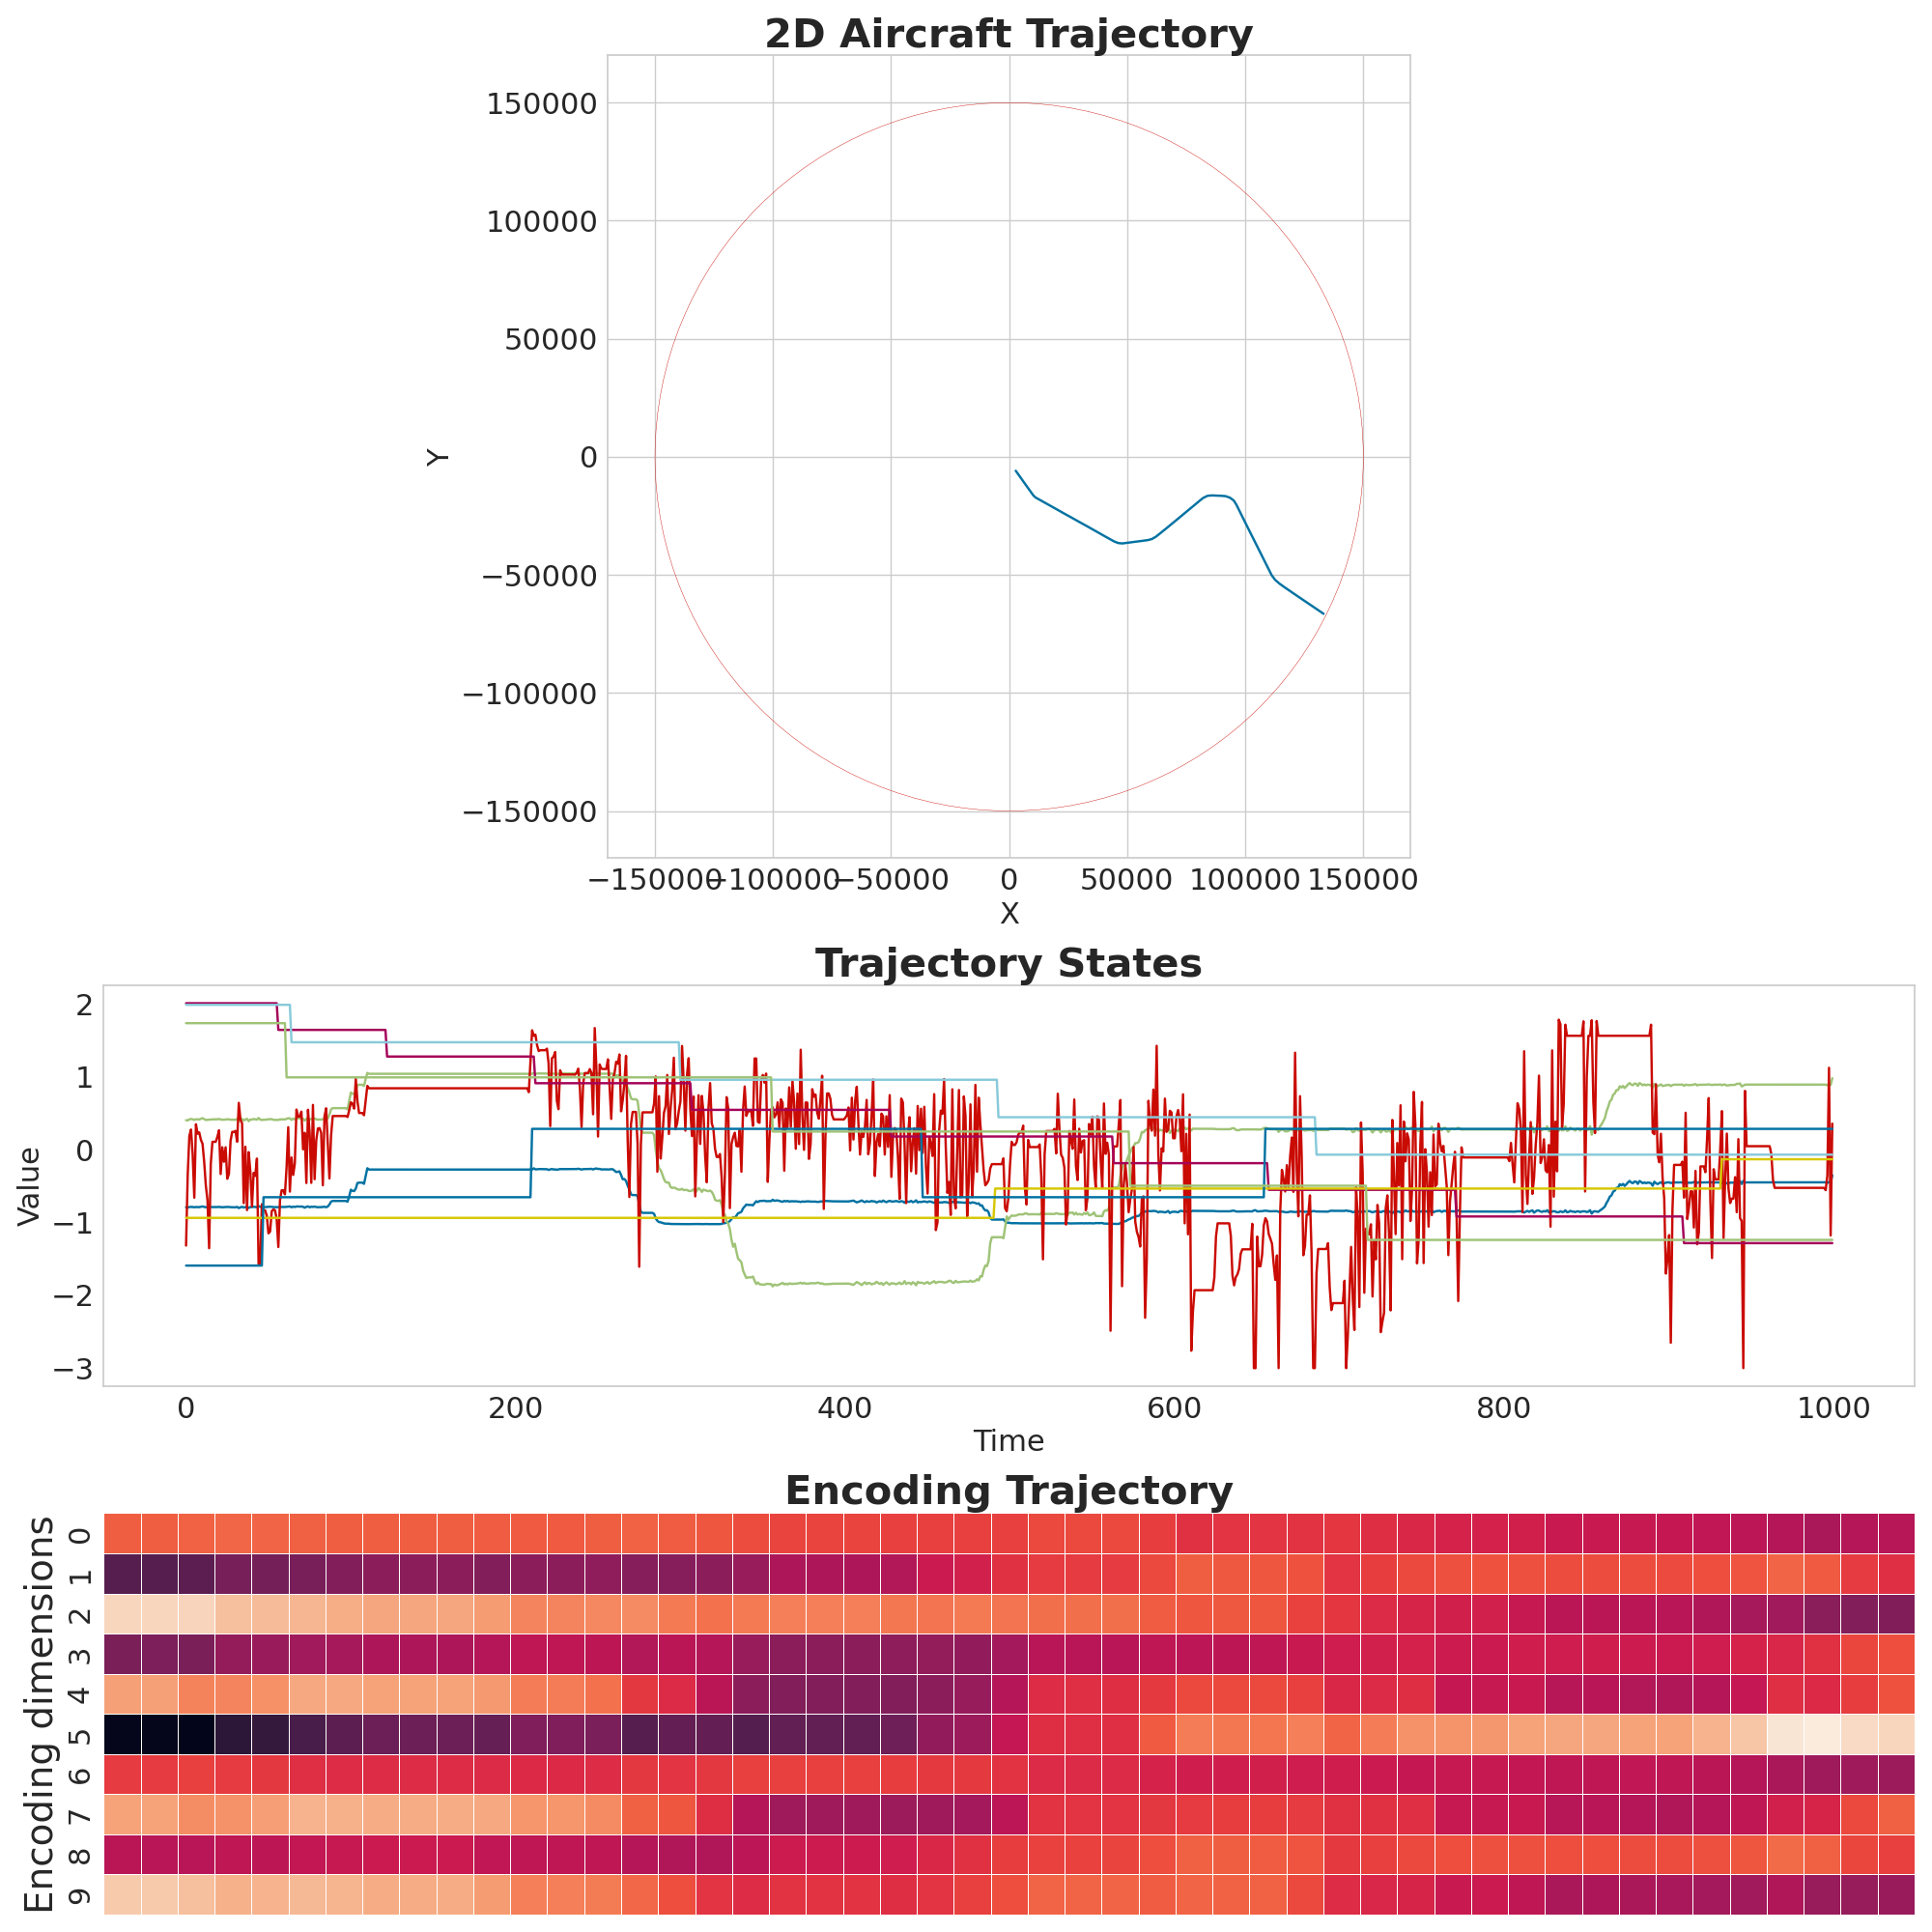 2D Aircraft Trajectory
150000
100000
50000
0
−50000
−100000
−150000
Y
−150000 −100000 −50000 0 50000 100000 150000
X
Trajectory States
2
1
0
−1
−2
−3
Value
0 200 400 600 800 1000
Time
Encoding Trajectory
Encoding dimensions
0
1
2
3
4
5
6
7
8
9